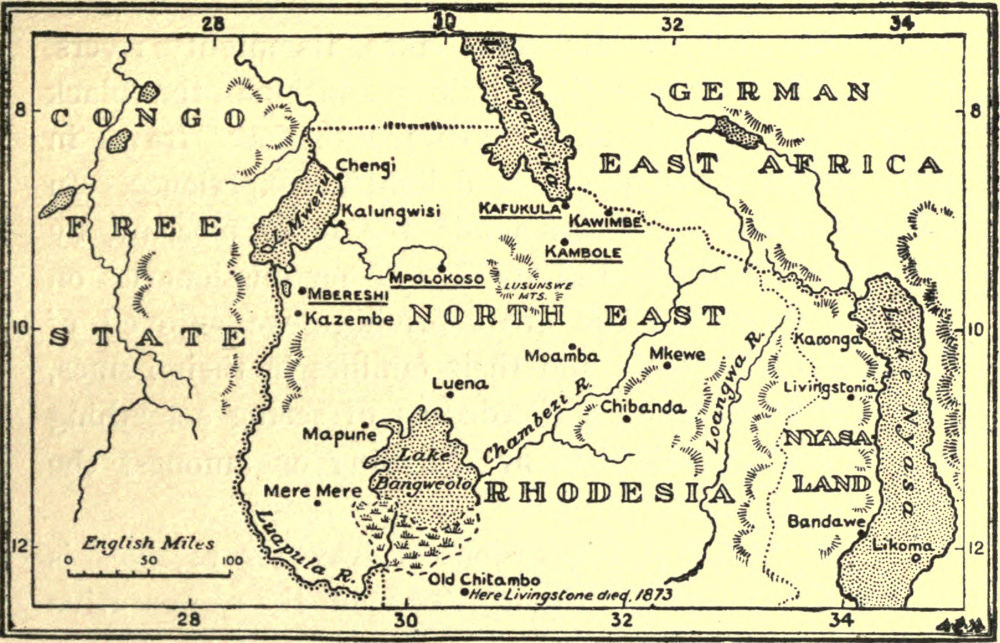 28 30 32 34
8 8
CONGO
FREE
STATE
GERMAN
EAST AFRICA
L. Tanganyika
Chengi
L. Mweru
Kalungwisi
KAFUKULA
KAWIMBE
KAMBOLE
MPOLOKOSO
LUSUNSWE
MTS.
MBERESHI
Kazembe
NORTH EAST
10 10
Karonga
Lake Nyasa
Moamba
Mkewe
Luena
Livingstonia
Chambezi R.
Chibanda
Loangwa R.
Mapune
NYASA
LAND
Lake
Bangweolo
RHODESIA
Mere Mere
Bandawe
Luapula R.
Likoma
12 12
English Miles
0 50 100
Old Chitambo
Here Livingstone died, 1873
28 30 32 34